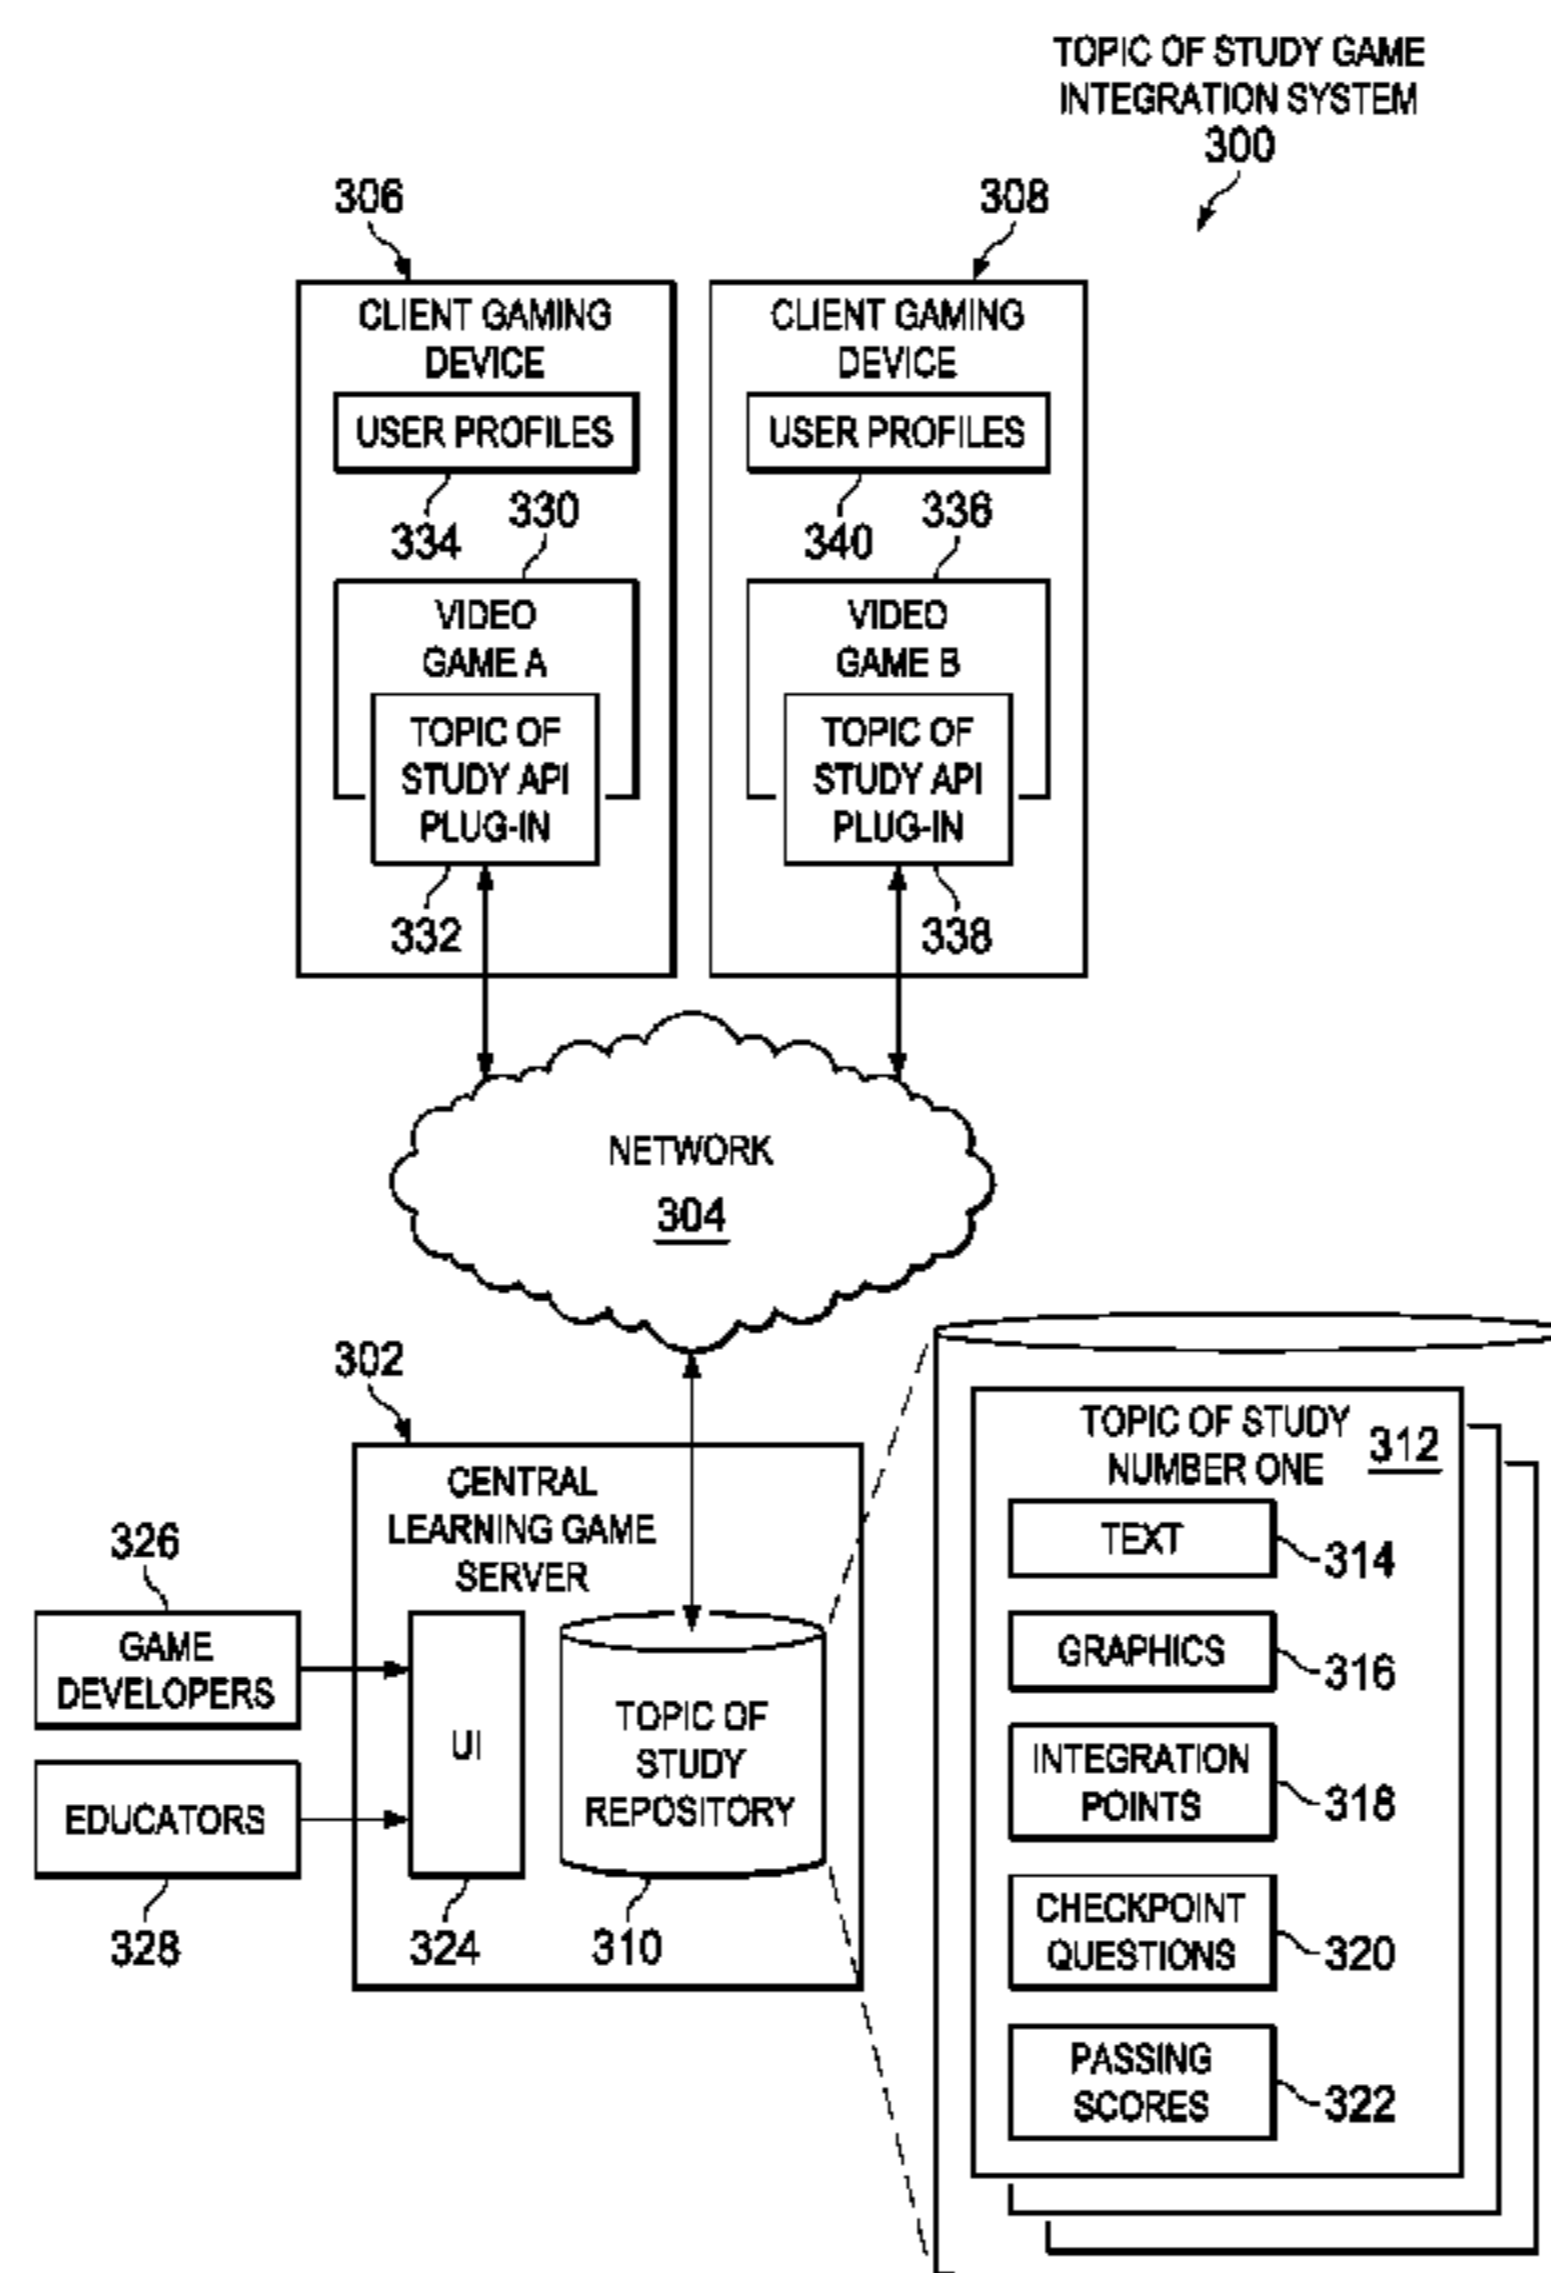 TOPIC OF STUDY GAME
INTEGRATION SYSTEM
300
306
308
CLIENT GAMING
DEVICE
USER PROFILES
334
330
VIDEO
GAME A
TOPIC OF
STUDY API
PLUG-IN
332
CLIENT GAMING
DEVICE
USER PROFILES
340
336
VIDEO
GAME B
TOPIC OF
STUDY API
PLUG-IN
338
NETWORK
304
302
CENTRAL
LEARNING GAME
SERVER
326
GAME
DEVELOPERS
EDUCATORS
328
UI
324
TOPIC OF
STUDY
REPOSITORY
310
TOPIC OF STUDY
NUMBER ONE
312
TEXT
314
GRAPHICS
316
INTEGRATION
POINTS
318
CHECKPOINT
QUESTIONS
320
PASSING
SCORES
322